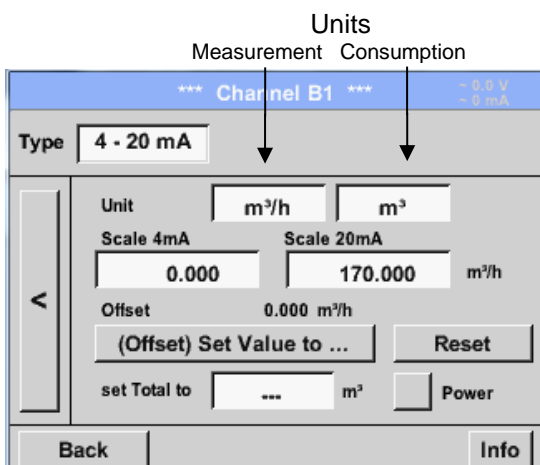 Units
Measurement Consumption
*** Channel B1 *** ~ 0.0 V
~ 0 mA
Type 4 - 20 mA
Unit m³/h m³
Scale 4mA Scale 20mA
0.000 170.000 m³/h
<
Offset 0.000 m³/h
(Offset) Set Value to ... Reset
set Total to --- m³ Power
Back Info